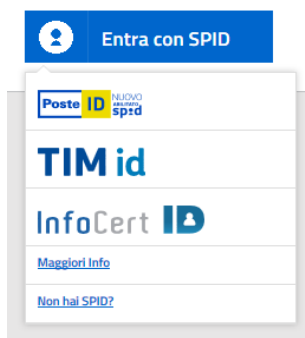 Entra con SPID
Poste ID NUOVO ABILITATO spid
TIM id
InfoCert ID
Maggiori Info
Non hai SPID?